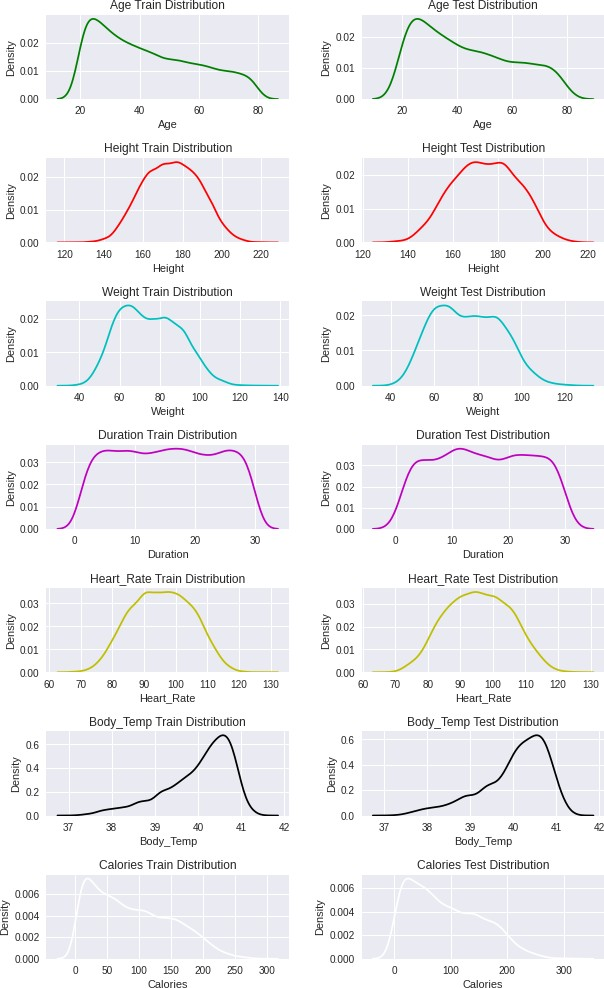 Age Train Distribution Age Test Distribution
Density 0.02 0.01 0.00 Density 0.02 0.01 0.00
20 40 60 80 20 40 60 80
Age Age
Height Train Distribution Height Test Distribution
Density 0.02 0.01 0.00 Density 0.02 0.01 0.00
120 140 160 180 200 220 120 140 160 180 200 220
Height Height
Weight Train Distribution Weight Test Distribution
Density 0.02 0.01 0.00 Density 0.02 0.01 0.00
40 60 80 100 120 140 40 60 80 100 120
Weight Weight
Duration Train Distribution Duration Test Distribution
Density 0.03 0.02 0.01 0.00 Density 0.03 0.02 0.01 0.00
0 10 20 30 0 10 20 30
Duration Duration
Heart_Rate Train Distribution Heart_Rate Test Distribution
Density 0.03 0.02 0.01 0.00 Density 0.03 0.02 0.01 0.00
60 70 80 90 100 110 120 130 60 70 80 90 100 110 120 130
Heart_Rate Heart_Rate
Body_Temp Train Distribution Body_Temp Test Distribution
Density 0.6 0.4 0.2 0.0 Density 0.6 0.4 0.2 0.0
37 38 39 40 41 42 37 38 39 40 41 42
Body_Temp Body_Temp
Calories Train Distribution Calories Test Distribution
Density 0.006 0.004 0.002 0.000 Density 0.006 0.004 0.002 0.000
0 50 100 150 200 250 300 0 100 200 300
Calories Calories